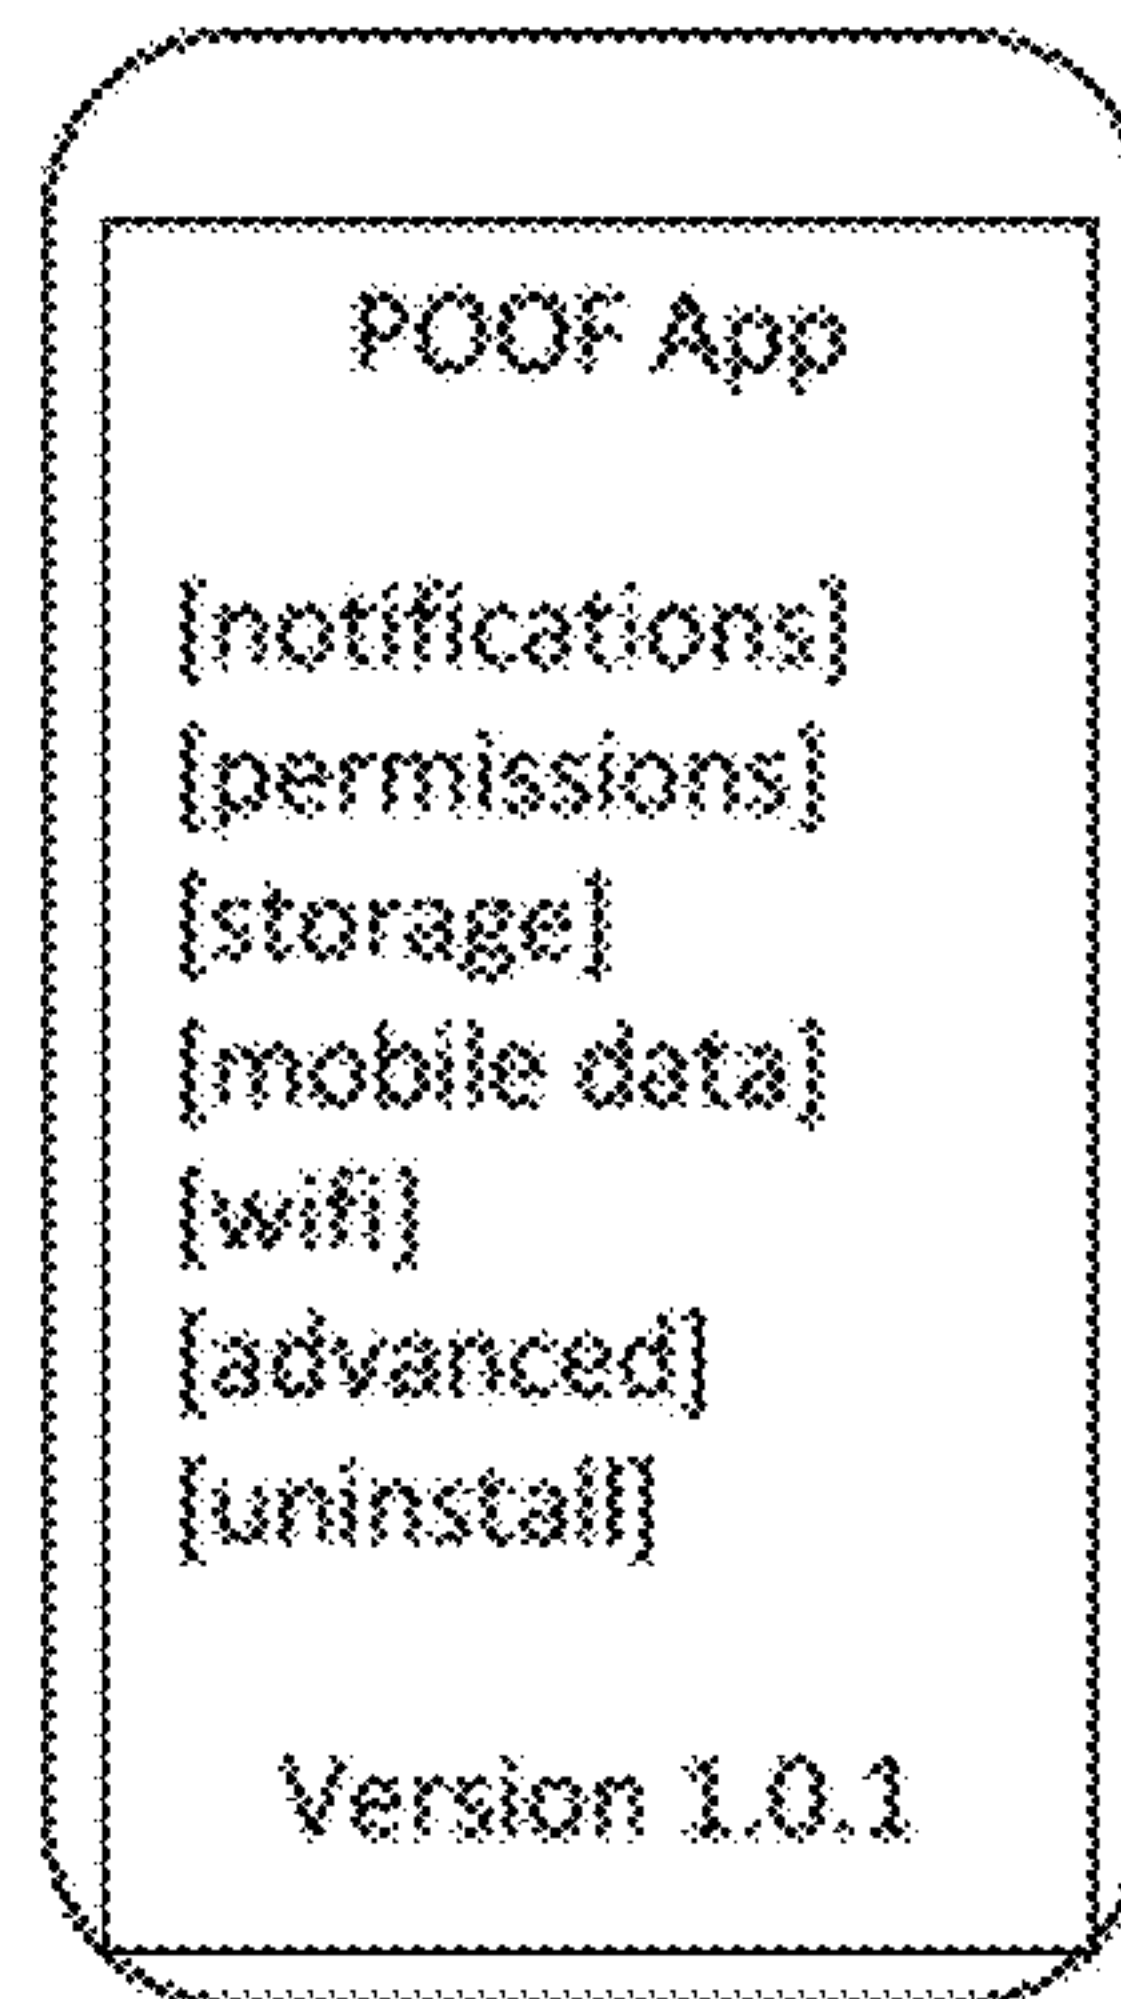 POOF App
[notifications]
[permissions]
[storage]
[mobile data]
[wifi]
[advanced]
[uninstall]
Version 1.0.1